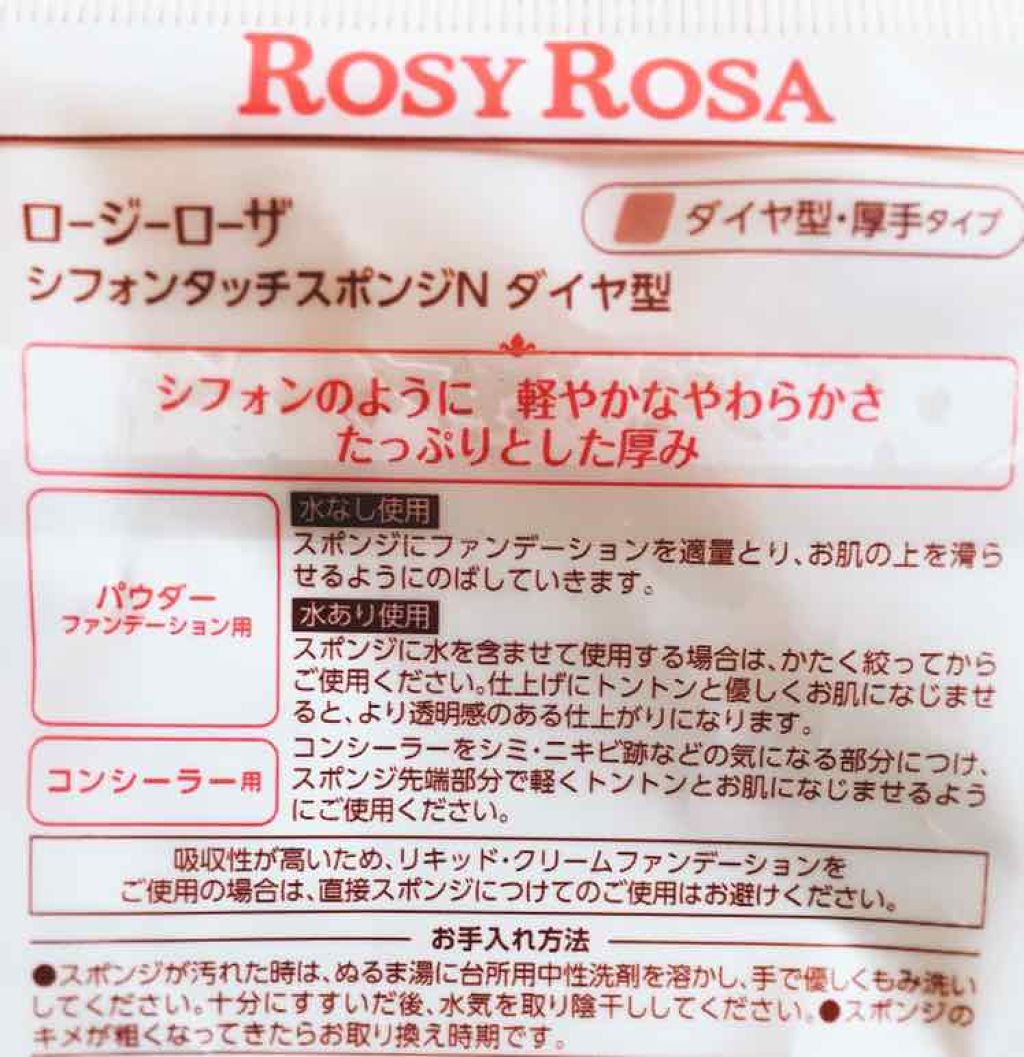 ROSY ROSA
ロージーローザ
ダイヤ型・厚手タイプ
シフォンタッチスポンジN ダイヤ型
シフォンのように 軽やかなやわらかさ
たっぷりとした厚み
パウダー
ファンデーション用
水なし使用
スポンジにファンデーションを適量とり、お肌の上を滑ら
せるようにのばしていきます。
水あり使用
スポンジに水を含ませて使用する場合は、かたく絞ってから
ご使用ください。仕上げにトントンと優しくお肌になじませ
ると、より透明感のある仕上がりになります。
コンシーラー用
コンシーラーをシミ・ニキビ跡などの気になる部分につけ、
スポンジ先端部分で軽くトントンとお肌になじませるよう
にご使用ください。
吸収性が高いため、リキッド・クリームファンデーションを
ご使用の場合は、直接スポンジにつけてのご使用はお避けください。
お手入れ方法
●スポンジが汚れた時は、ぬるま湯に台所用中性洗剤を溶かし、手で優しくもみ洗い
してください。十分にすすいだ後、水気を取り陰干ししてください。●スポンジの
キメが粗くなってきたらお取り換え時期です。